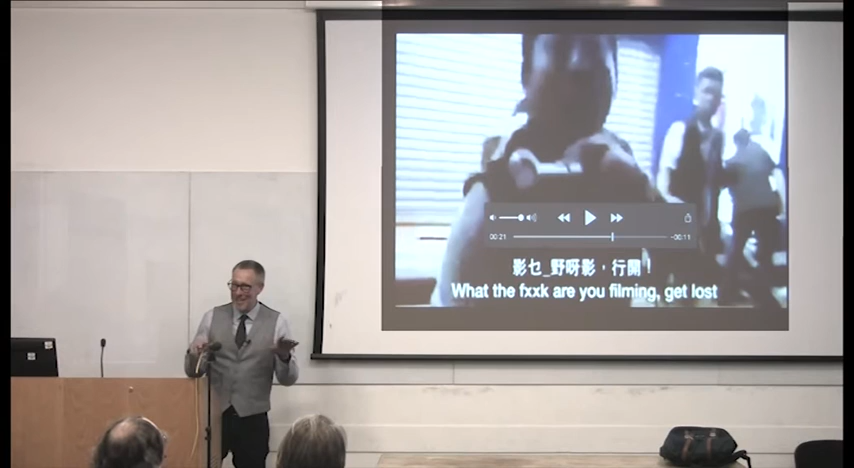 00:21
-00:11
影乜_野呀影，行開！
What the fxxk are you filming, get lost